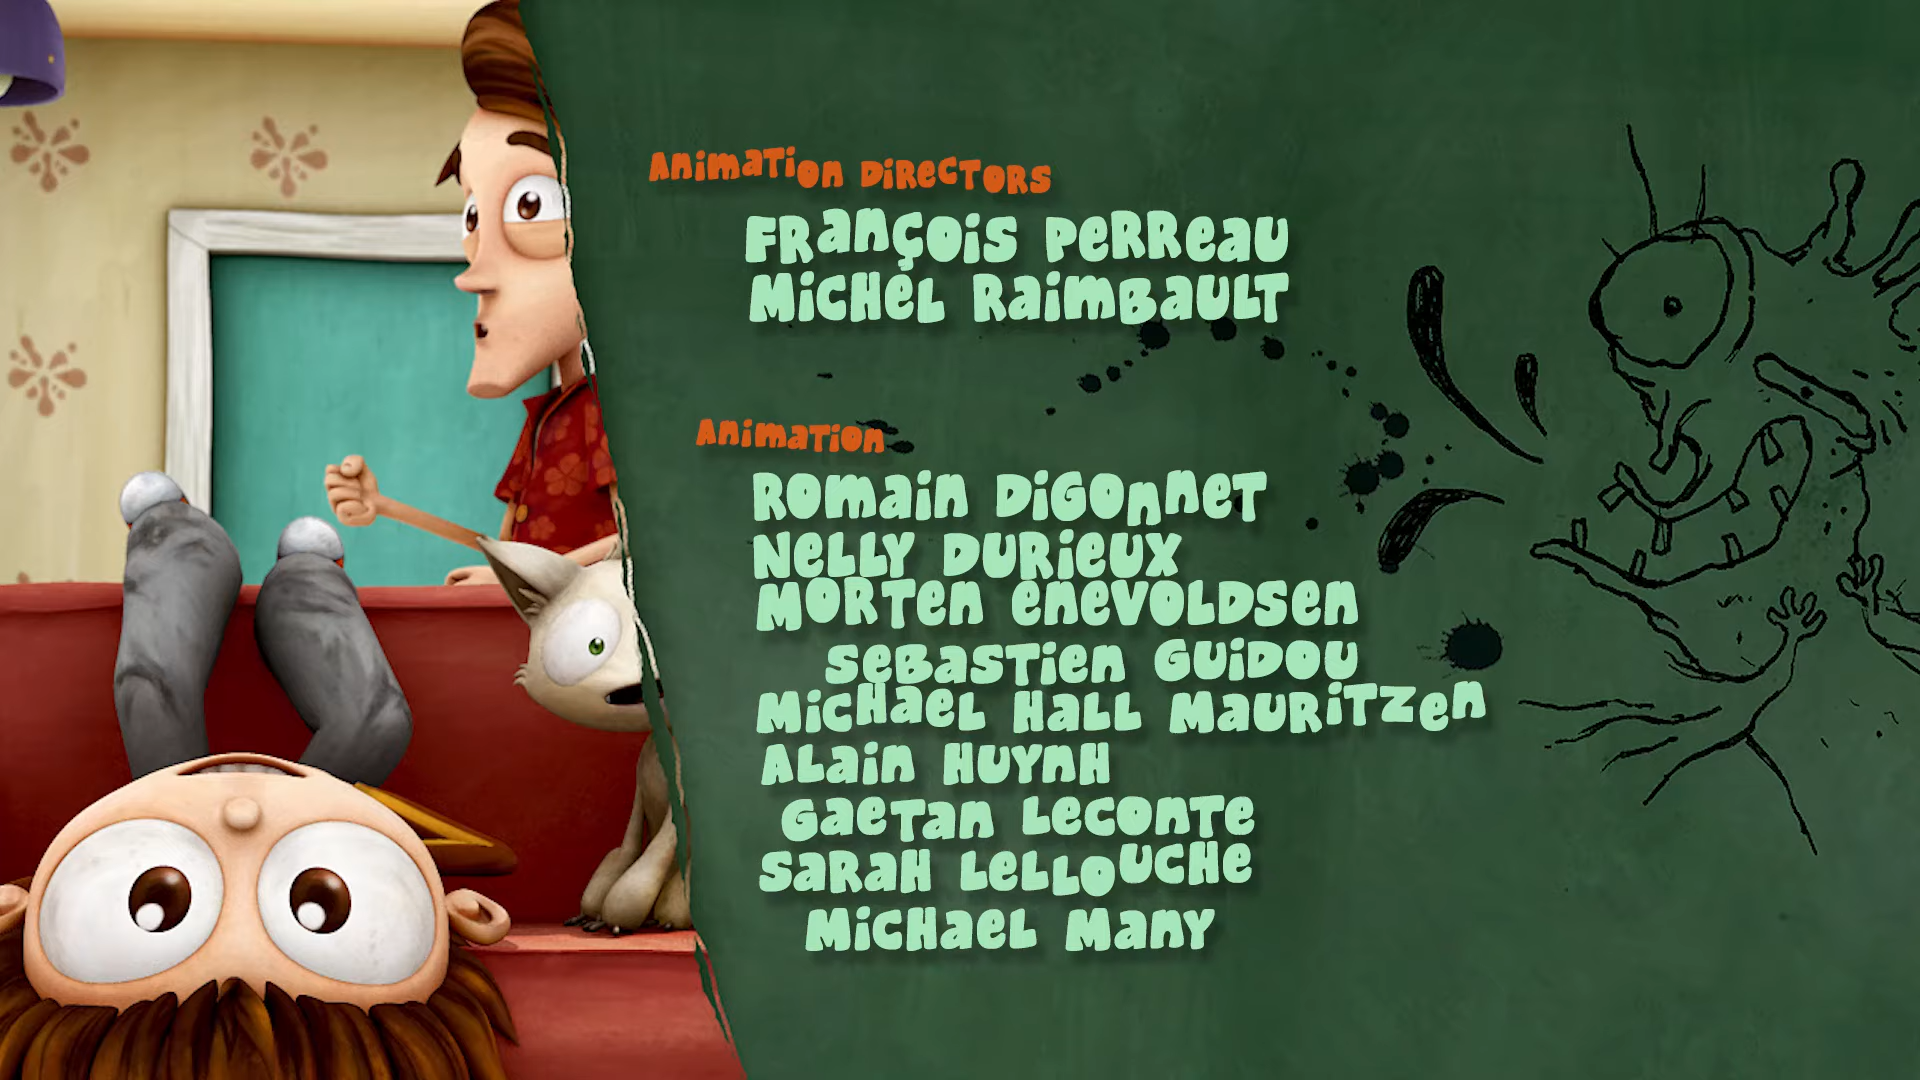 Animation Directors
François Perreau
Michel Raimbault
Animation
Romain Digonnet
Nelly Durieux
Morten Enevoldsen
Sebastien Guidou
Michael Hall Mauritzen
Alain Huynh
Gaetan Leconte
Sarah Lellouche
Michael Many